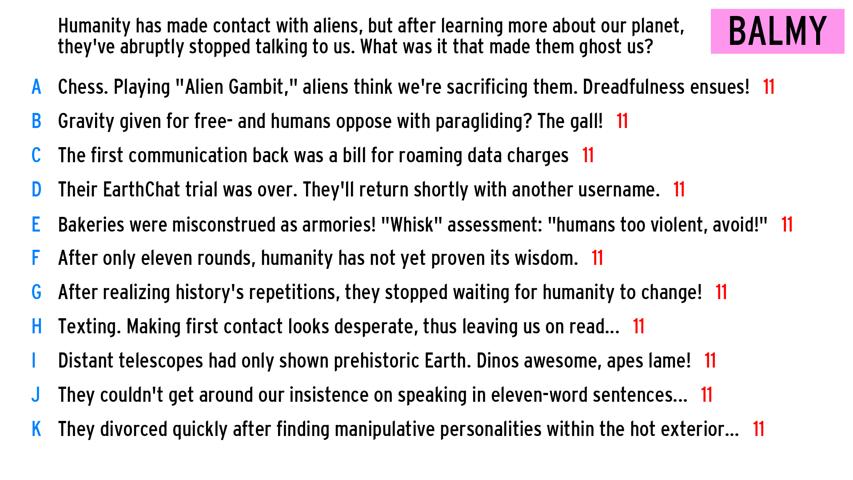 Humanity has made contact with aliens, but after learning more about our planet,
they've abruptly stopped talking to us. What was it that made them ghost us?
BALMY
A Chess. Playing "Alien Gambit," aliens think we're sacrificing them. Dreadfulness ensues! 11
B Gravity given for free- and humans oppose with paragliding? The gall! 11
C The first communication back was a bill for roaming data charges 11
D Their EarthChat trial was over. They'll return shortly with another username. 11
E Bakeries were misconstrued as armories! "Whisk" assessment: "humans too violent, avoid!" 11
F After only eleven rounds, humanity has not yet proven its wisdom. 11
G After realizing history's repetitions, they stopped waiting for humanity to change! 11
H Texting. Making first contact looks desperate, thus leaving us on read... 11
I Distant telescopes had only shown prehistoric Earth. Dinos awesome, apes lame! 11
J They couldn't get around our insistence on speaking in eleven-word sentences... 11
K They divorced quickly after finding manipulative personalities within the hot exterior... 11